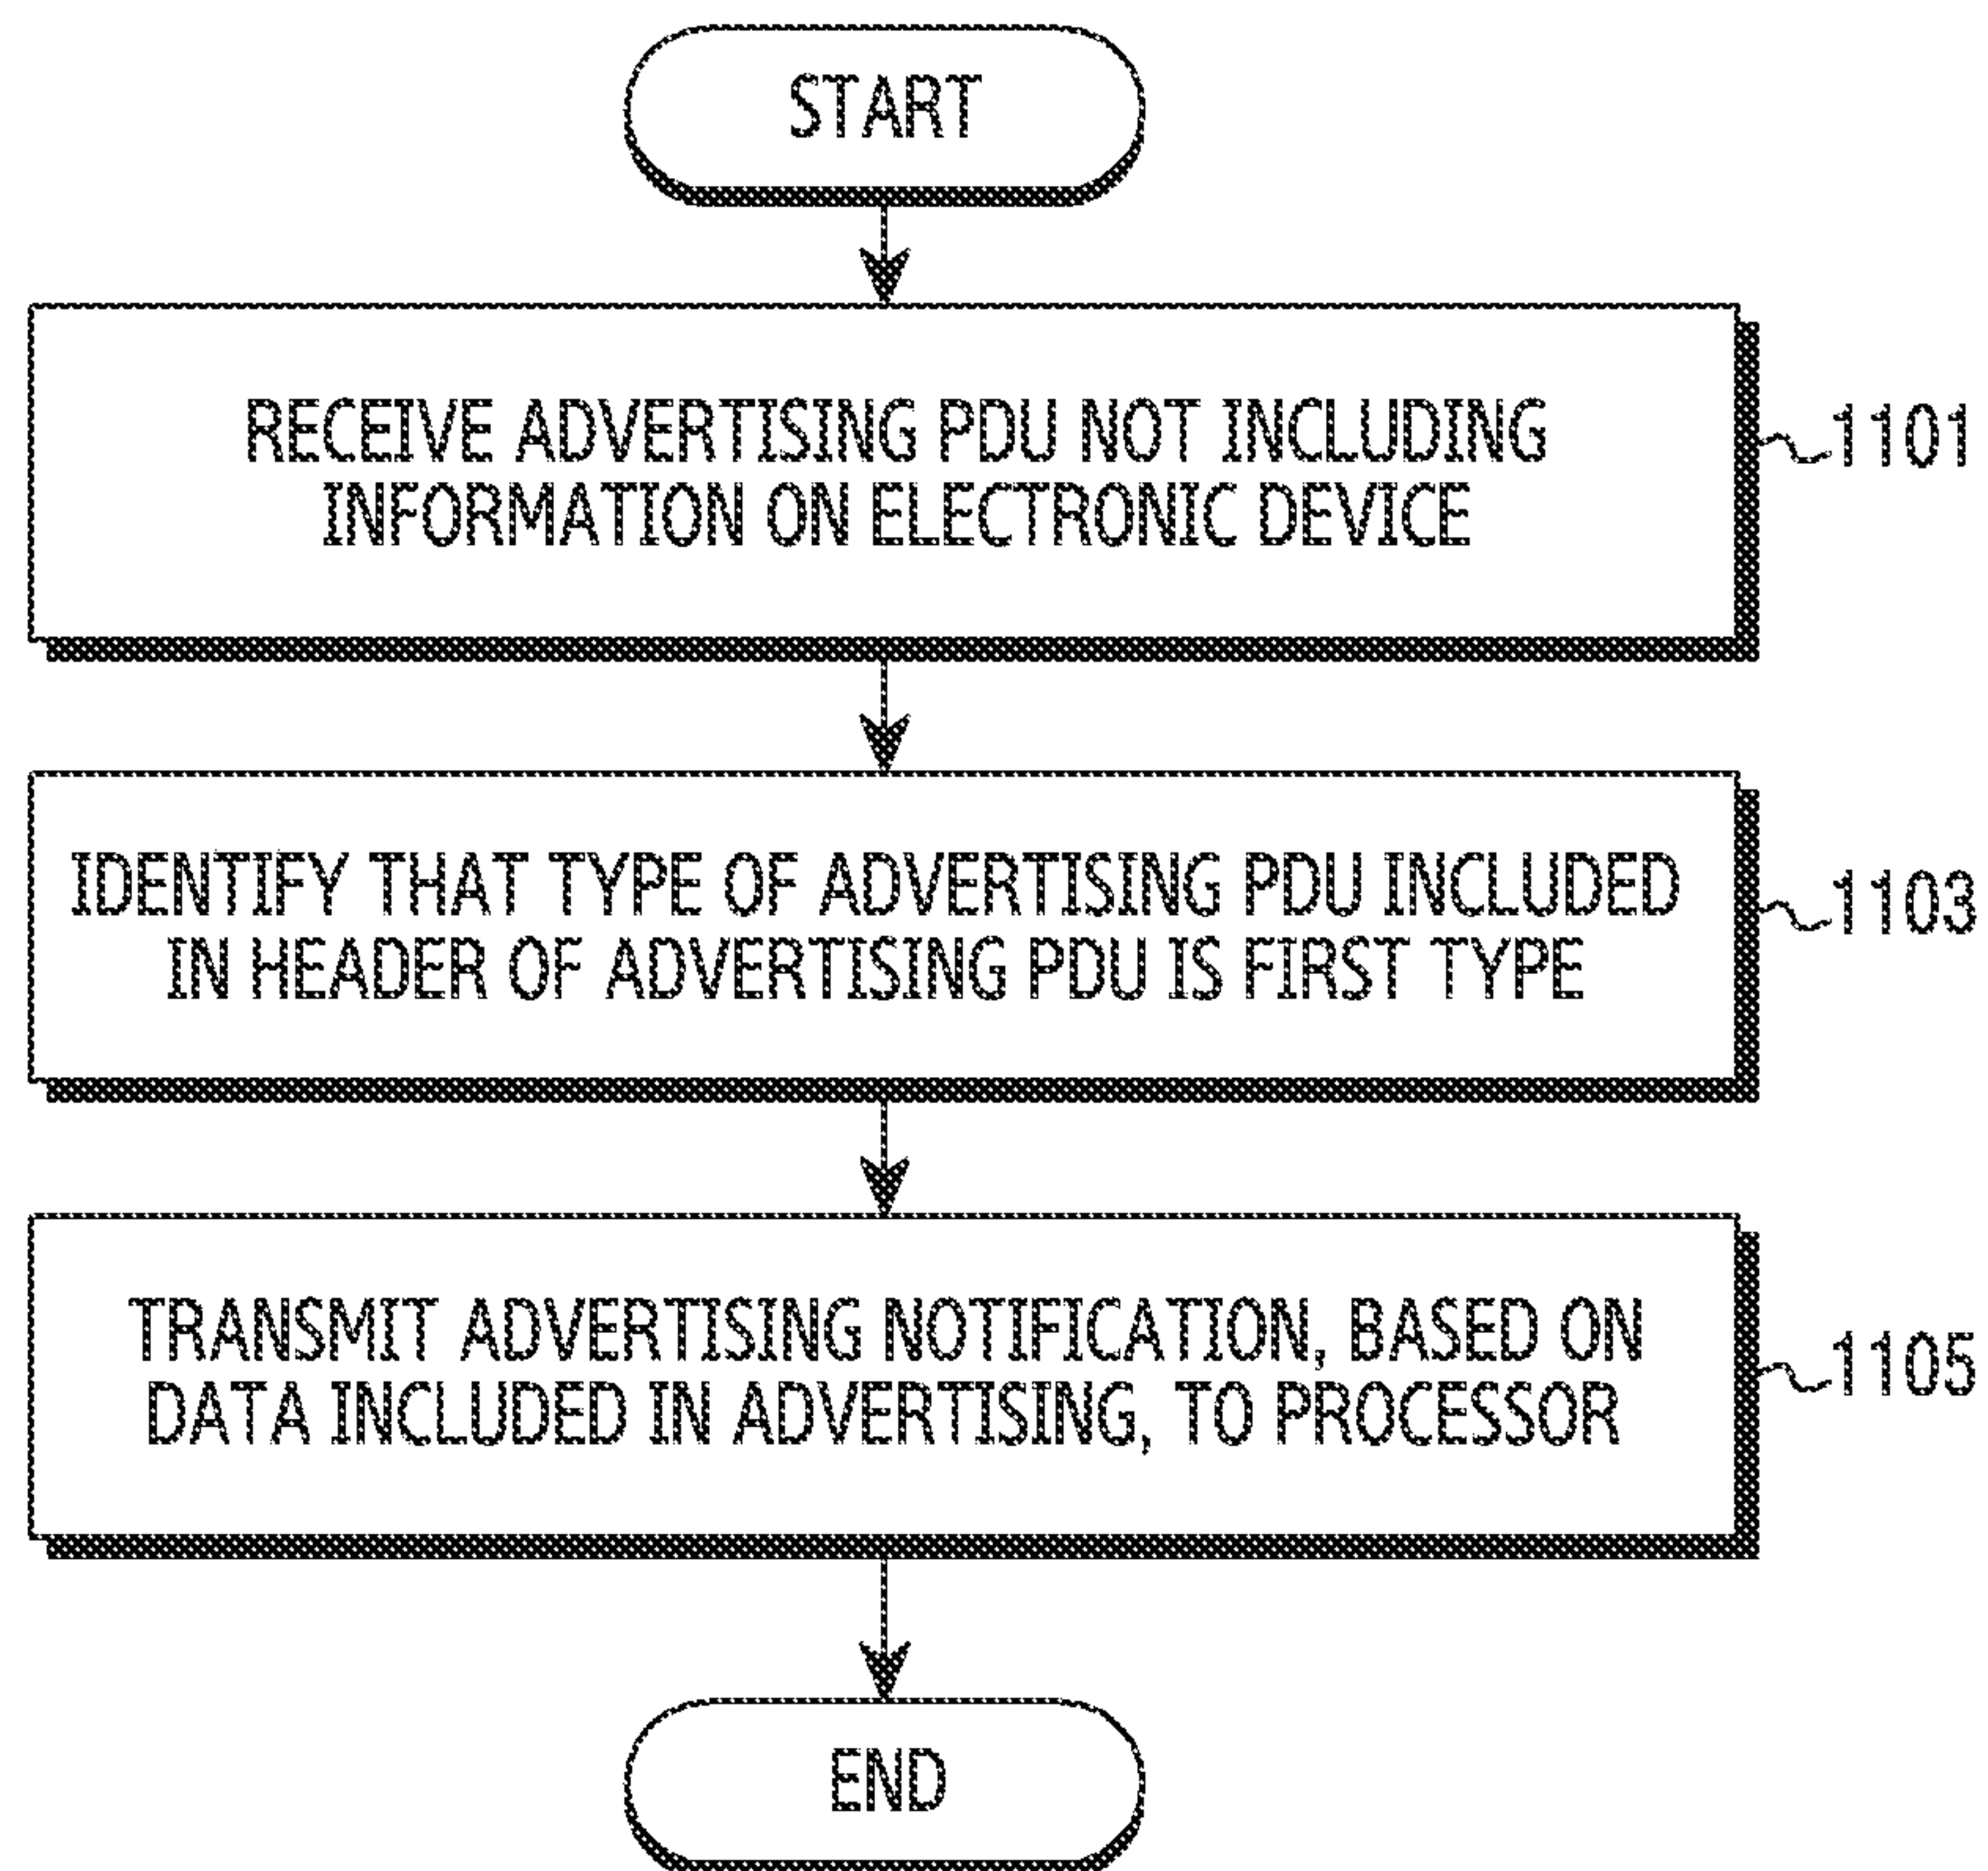 START
RECEIVE ADVERTISING PDU NOT INCLUDING
INFORMATION ON ELECTRONIC DEVICE
1101
IDENTIFY THAT TYPE OF ADVERTISING PDU INCLUDED
IN HEADER OF ADVERTISING PDU IS FIRST TYPE
1103
TRANSMIT ADVERTISING NOTIFICATION, BASED ON
DATA INCLUDED IN ADVERTISING, TO PROCESSOR
1105
END